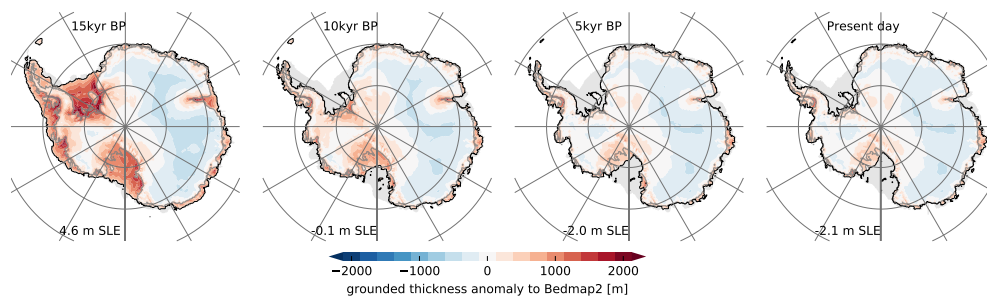 15kyr BP
10kyr BP
5kyr BP
Present day
4.6 m SLE
-0.1 m SLE
-2.0 m SLE
-2.1 m SLE
−2000 −1000 0 1000 2000
grounded thickness anomaly to Bedmap2 [m]